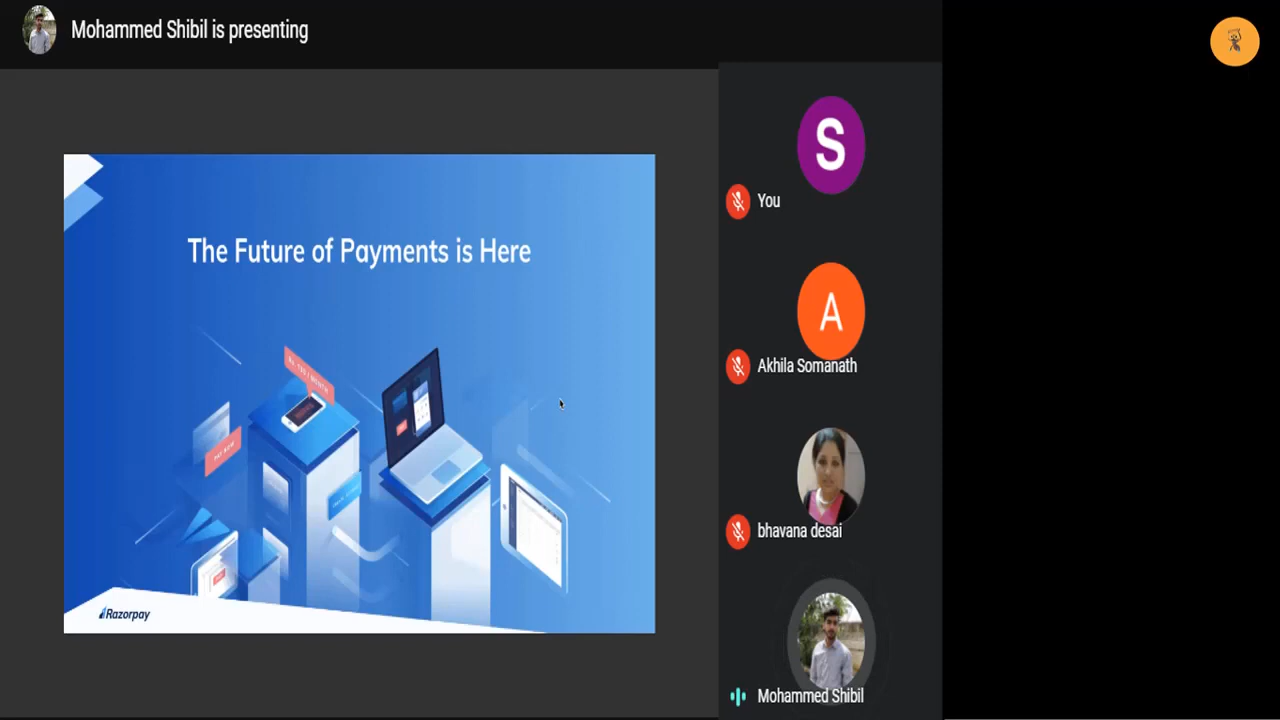 Mohammed Shibil is presenting
The Future of Payments is Here
Razorpay
S
You
A
Akhila Somanath
bhavana desai
Mohammed Shibil